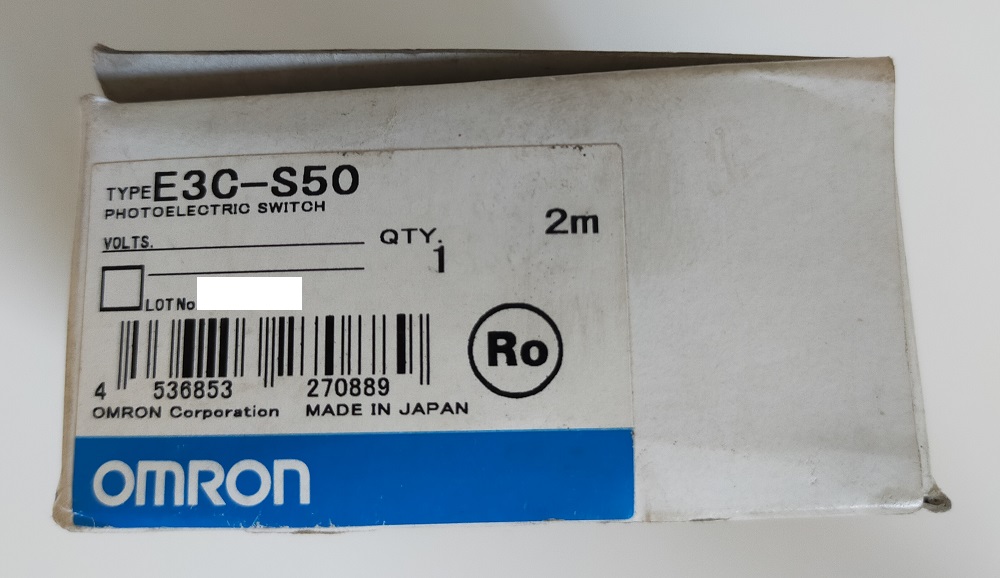 TYPE E3C-S50
PHOTOELECTRIC SWITCH
2m
VOLTS.
QTY.
1
LOT No
Ro
4 536853 270889
OMRON Corporation MADE IN JAPAN
OMRON